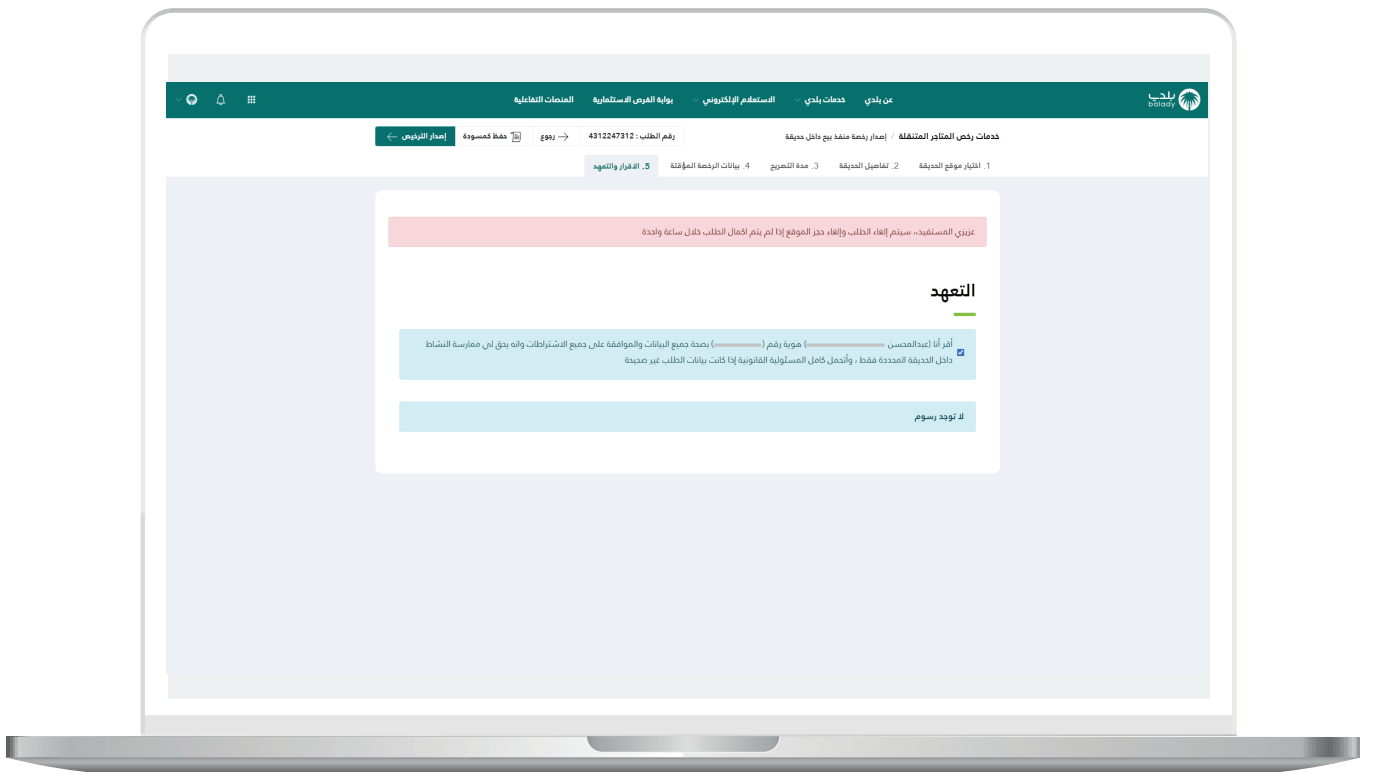 بلدي
balady
عن بلدي
خدمات بلدي
الاستعلام الإلكتروني
بوابة الفرص الاستثمارية
المنصات التفاعلية
خدمات رخص المتاجر المتنقلة / إصدار رخصة منفذ بيع داخل حديقة
رقم الطلب : 4312247312
رجوع
حفظ كمسودة
إصدار الترخيص
1. اختيار موقع الحديقة
2. تفاصيل الحديقة
3. مدة التصريح
4. بيانات الرخصة المؤقتة
5. الاقرار والتعهد
عزيزي المستفيد،، سيتم إلغاء الطلب وإلغاء حجز الموقع إذا لم يتم اكمال الطلب خلال ساعة واحدة
التعهد
أقر أنا (عبدالمحسن ) هوية رقم ( ) بصحة جميع البيانات والموافقة على جميع الاشتراطات وانه يحق لي ممارسة النشاط
داخل الحديقة المحددة فقط ، وأتحمل كامل المسئولية القانونية إذا كانت بيانات الطلب غير صحيحة
لا توجد رسوم